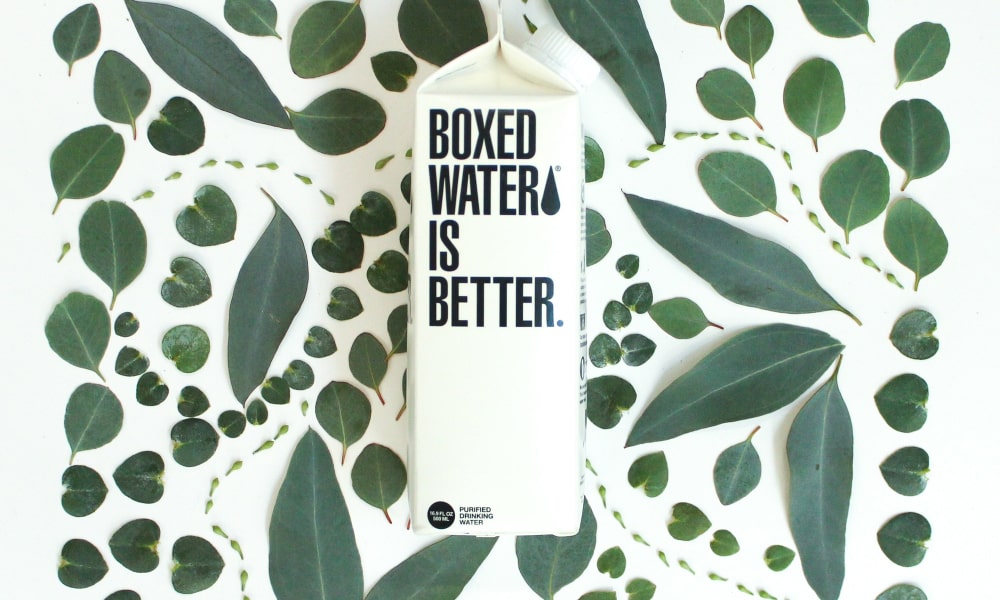 BOXED
WATER®
IS
BETTER.
16.9 FL OZ
500 ML
PURIFIED
DRINKING
WATER